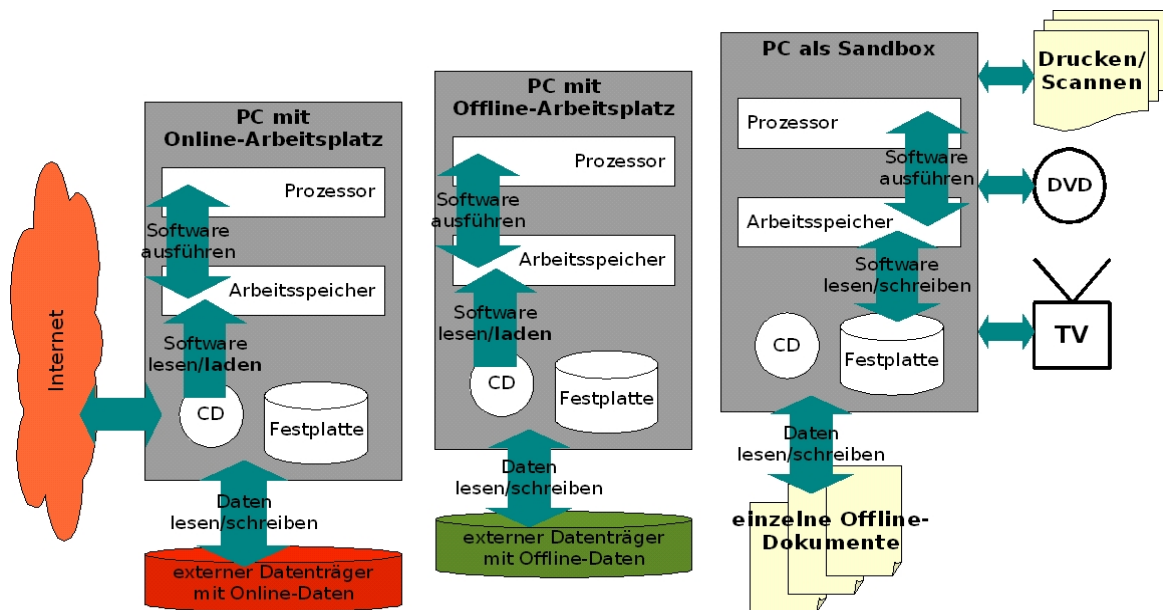 Internet
PC mit
Online-Arbeitsplatz
Prozessor
Software
ausführen
Arbeitsspeicher
Software
lesen/laden
CD
Festplatte
Daten
lesen/schreiben
externer Datenträger
mit Online-Daten
PC mit
Offline-Arbeitsplatz
Prozessor
Software
ausführen
Arbeitsspeicher
Software
lesen/laden
CD
Festplatte
Daten
lesen/schreiben
externer Datenträger
mit Offline-Daten
PC als Sandbox
Prozessor
Software
ausführen
Arbeitsspeicher
Software
lesen/schreiben
CD
Festplatte
Daten
lesen/schreiben
einzelne Offline-
Dokumente
Drucken/
Scannen
DVD
TV